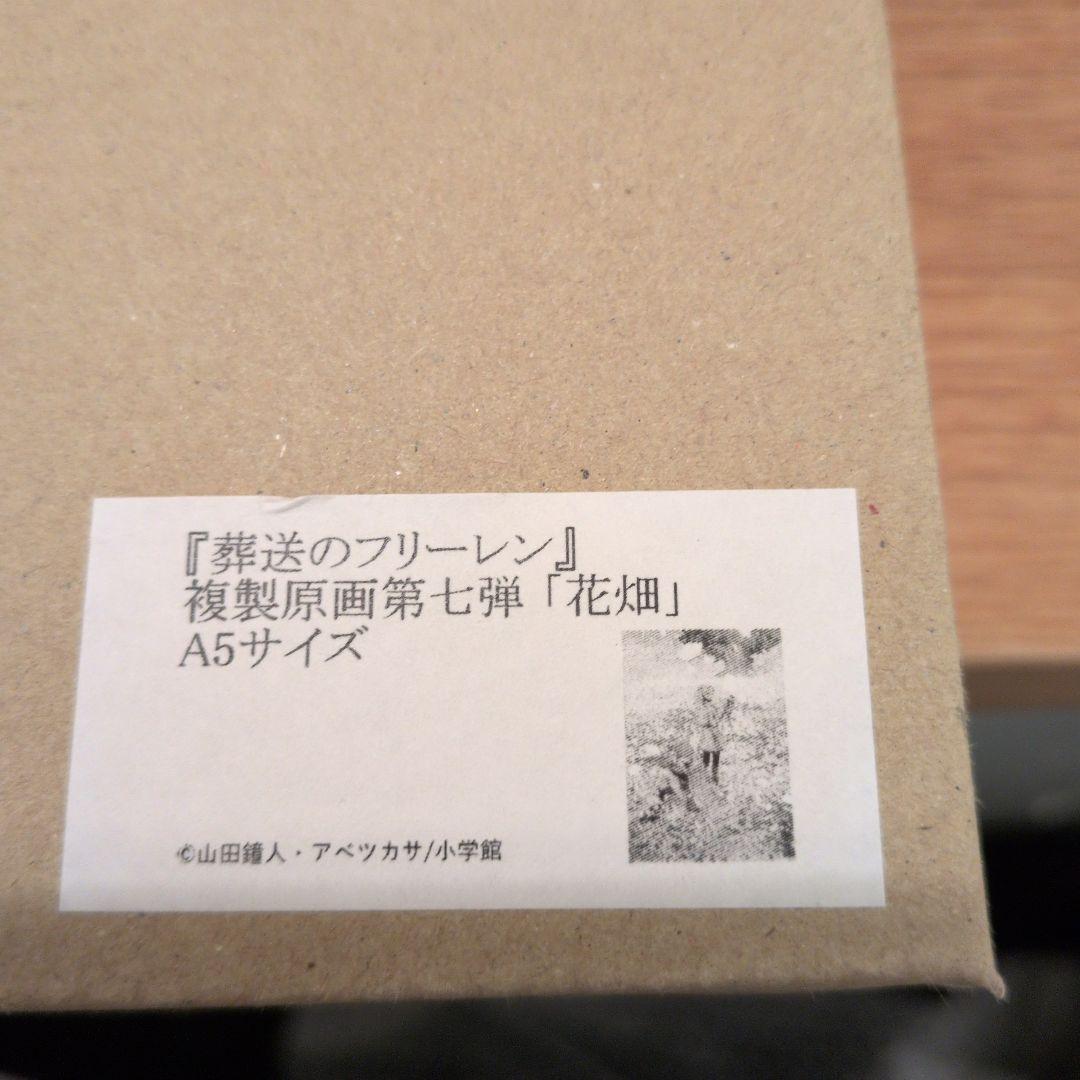 『葬送のフリーレン』
複製原画第七弾「花畑」
A5サイズ
©山田鐘人・アベツカサ/小学館